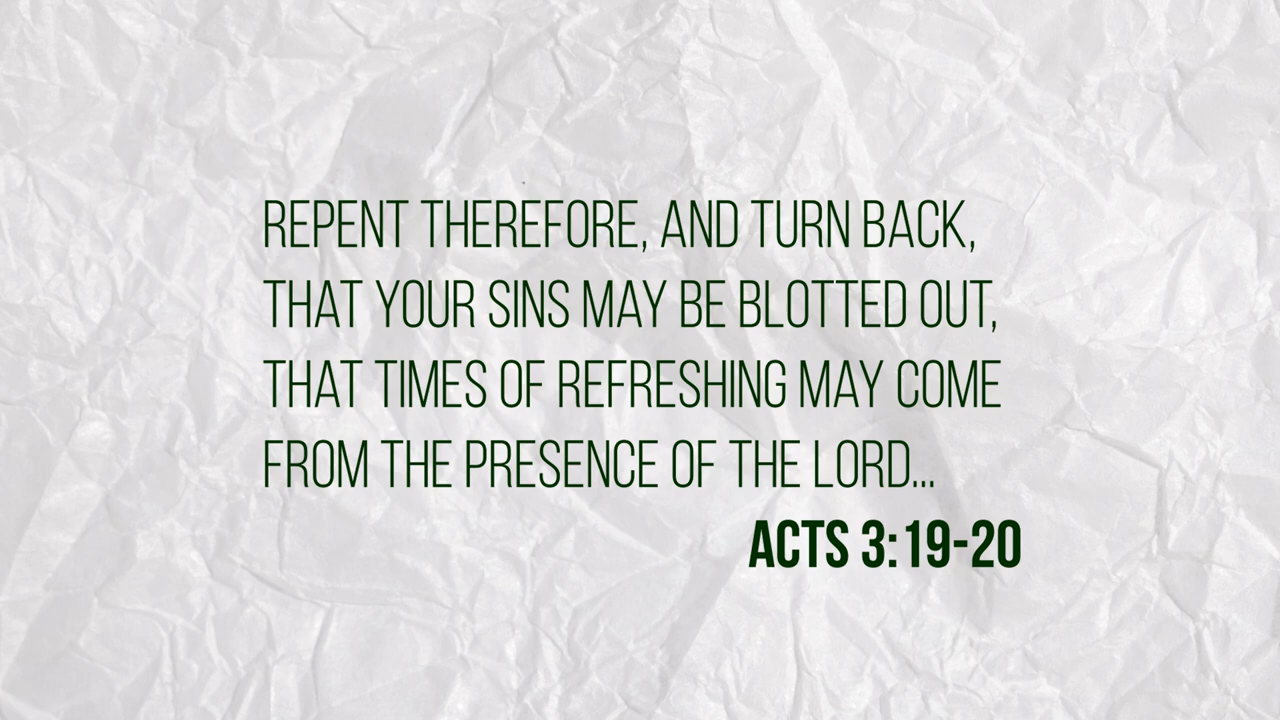 REPENT THEREFORE, AND TURN BACK,
THAT YOUR SINS MAY BE BLOTTED OUT,
THAT TIMES OF REFRESHING MAY COME
FROM THE PRESENCE OF THE LORD...
ACTS 3:19-20